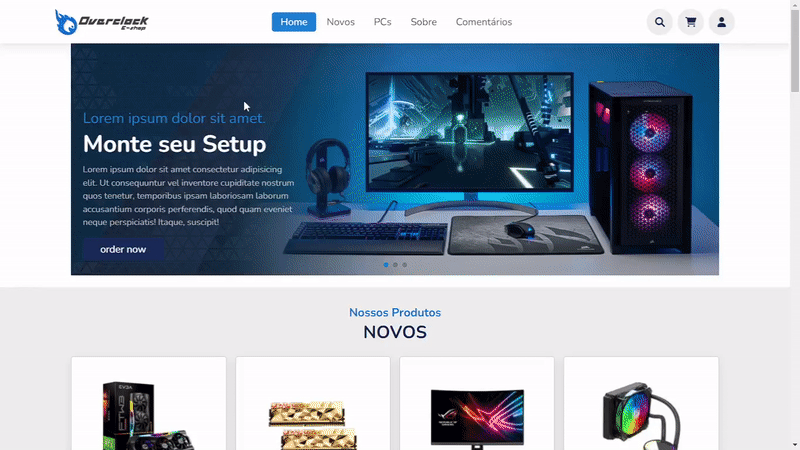 Overclock
E-shop
Home
Novos
PCs
Sobre
Comentários
Lorem ipsum dolor sit amet.
Monte seu Setup
Lorem ipsum dolor sit amet consectetur adipisicing
elit. Ut consequuntur vel inventore cupiditate nostrum
quos tenetur, temporibus ipsam laboriosam laborum
accusantium corporis perferendis, quod quam eveniet
neque perspiciatis! Itaque, suscipit!
order now
Nossos Produtos
NOVOS
EVGA
FTW3